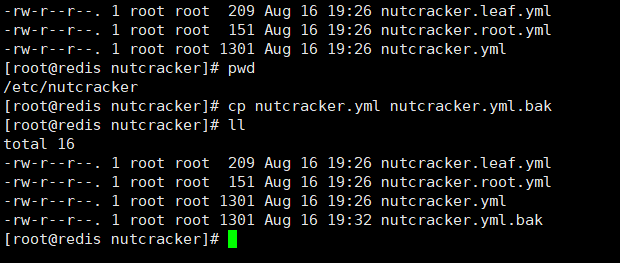 -rw-r--r--. 1 root root  209 Aug 16 19:26 nutcracker.leaf.yml
-rw-r--r--. 1 root root  151 Aug 16 19:26 nutcracker.root.yml
-rw-r--r--. 1 root root 1301 Aug 16 19:26 nutcracker.yml
[root@redis nutcracker]# pwd
/etc/nutcracker
[root@redis nutcracker]# cp nutcracker.yml nutcracker.yml.bak
[root@redis nutcracker]# ll
total 16
-rw-r--r--. 1 root root  209 Aug 16 19:26 nutcracker.leaf.yml
-rw-r--r--. 1 root root  151 Aug 16 19:26 nutcracker.root.yml
-rw-r--r--. 1 root root 1301 Aug 16 19:26 nutcracker.yml
-rw-r--r--. 1 root root 1301 Aug 16 19:32 nutcracker.yml.bak
[root@redis nutcracker]#